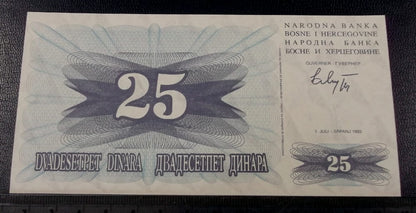 NARODNA BANKA
BOSNE I HERCEGOVINE
НАРОДНА БАНКА
БОСНЕ И ХЕРЦЕГОВИНЕ
GUVERNER · ГУВЕРНЕР
25
DVADESETPET DINARA ДВАДЕСЕТПЕТ ДИНАРА
1. JULI - SRPANJ 1992
25